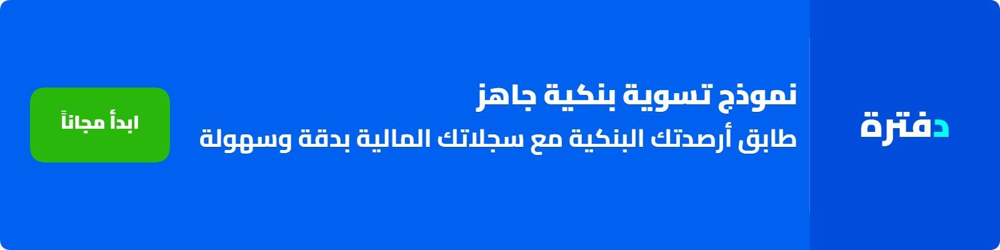 دفترة
نموذج تسوية بنكية جاهز
طابق أرصدتك البنكية مع سجلاتك المالية بدقة وسهولة
ابدأ مجاناً